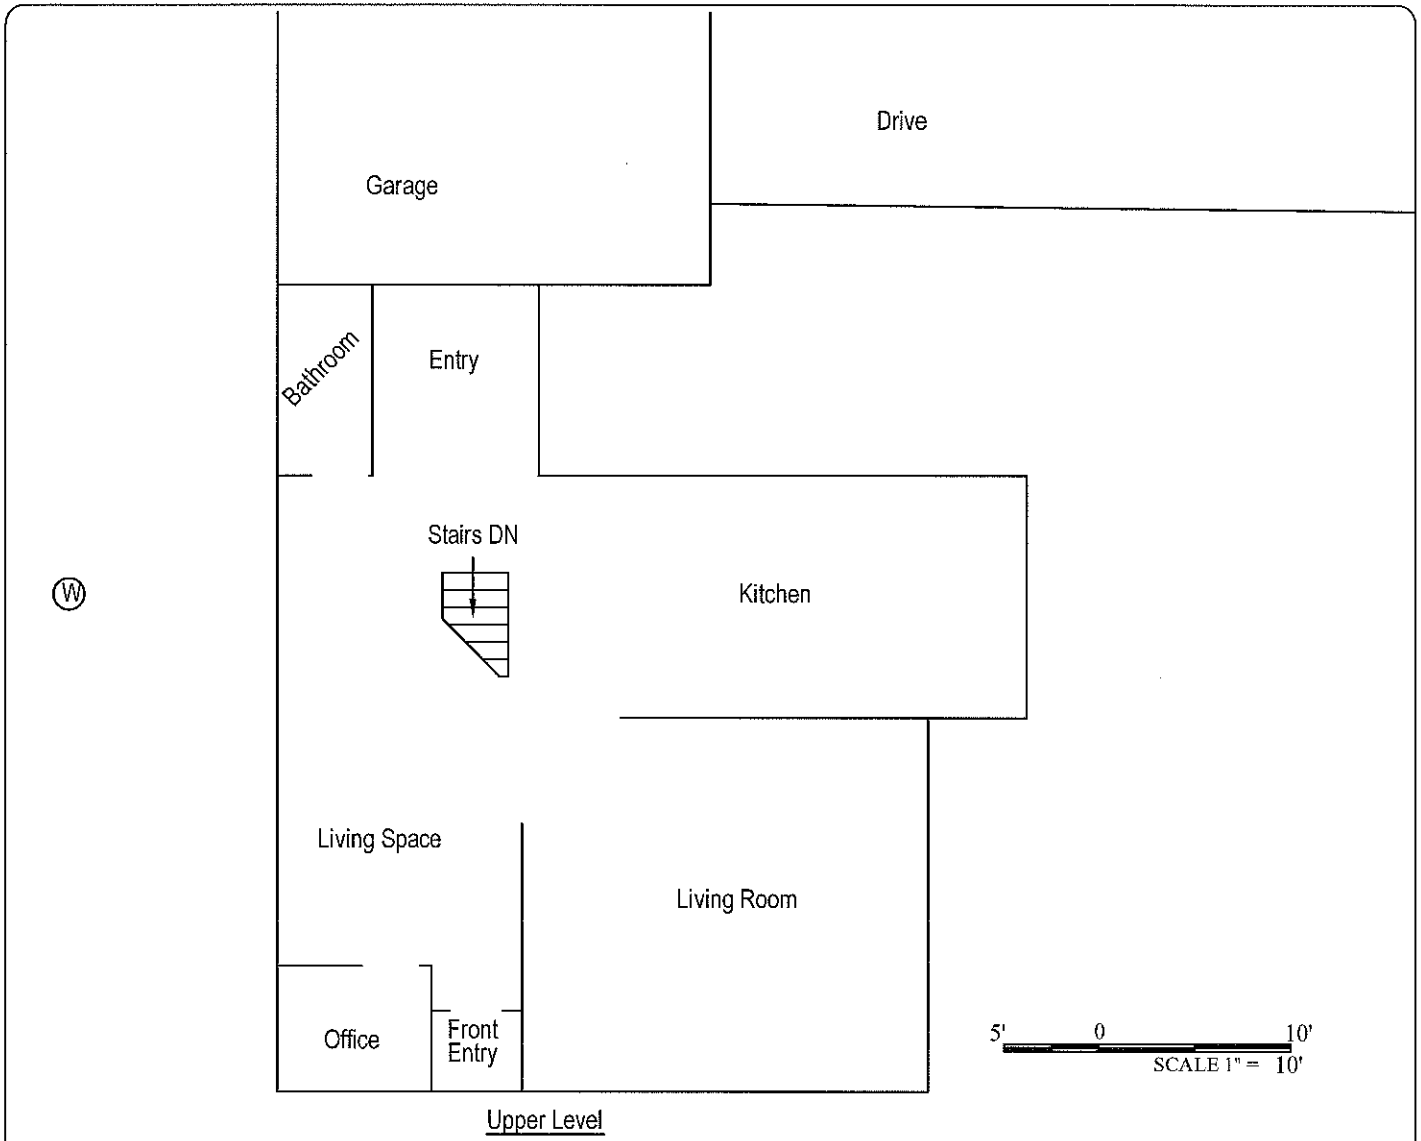 Drive
Garage
Bathroom
Entry
Stairs DN
W
Kitchen
Living Space
Living Room
Office
Front
Entry
5' 0 10'
SCALE 1" = 10'
Upper Level